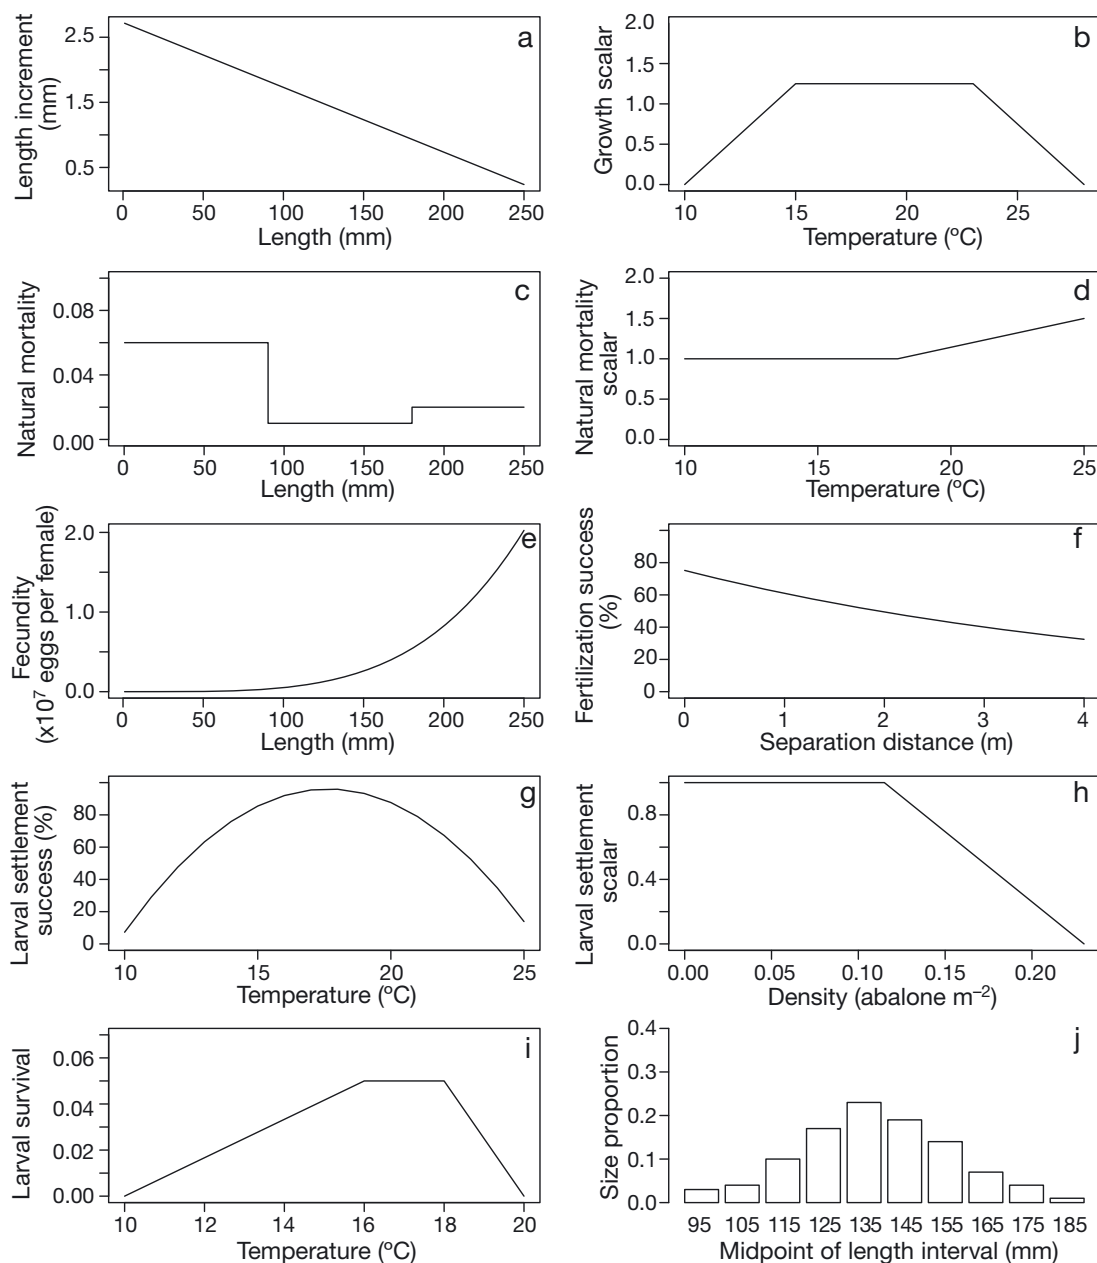 a
2.5
1.5
0.5
Length increment
(mm)
0 50 100 150 200 250
Length (mm)
b
2.0
1.5
1.0
0.5
0.0
Growth scalar
10 15 20 25
Temperature (ºC)
c
0.08
0.04
0.00
Natural mortality
0 50 100 150 200 250
Length (mm)
d
2.0
1.5
1.0
0.5
0.0
Natural mortality
scalar
10 15 20 25
Temperature (ºC)
e
2.0
1.0
0.0
Fecundity
(x10⁷ eggs per female)
0 50 100 150 200 250
Length (mm)
f
80
60
40
20
0
Fertilization success
(%)
0 1 2 3 4
Separation distance (m)
g
80
60
40
20
0
Larval settlement
success (%)
10 15 20 25
Temperature (ºC)
h
0.8
0.4
0.0
Larval settlement
scalar
0.00 0.05 0.10 0.15 0.20
Density (abalone m⁻²)
i
0.06
0.04
0.02
0.00
Larval survival
10 12 14 16 18 20
Temperature (ºC)
j
0.4
0.3
0.2
0.1
0.0
Size proportion
95 105 115 125 135 145 155 165 175 185
Midpoint of length interval (mm)